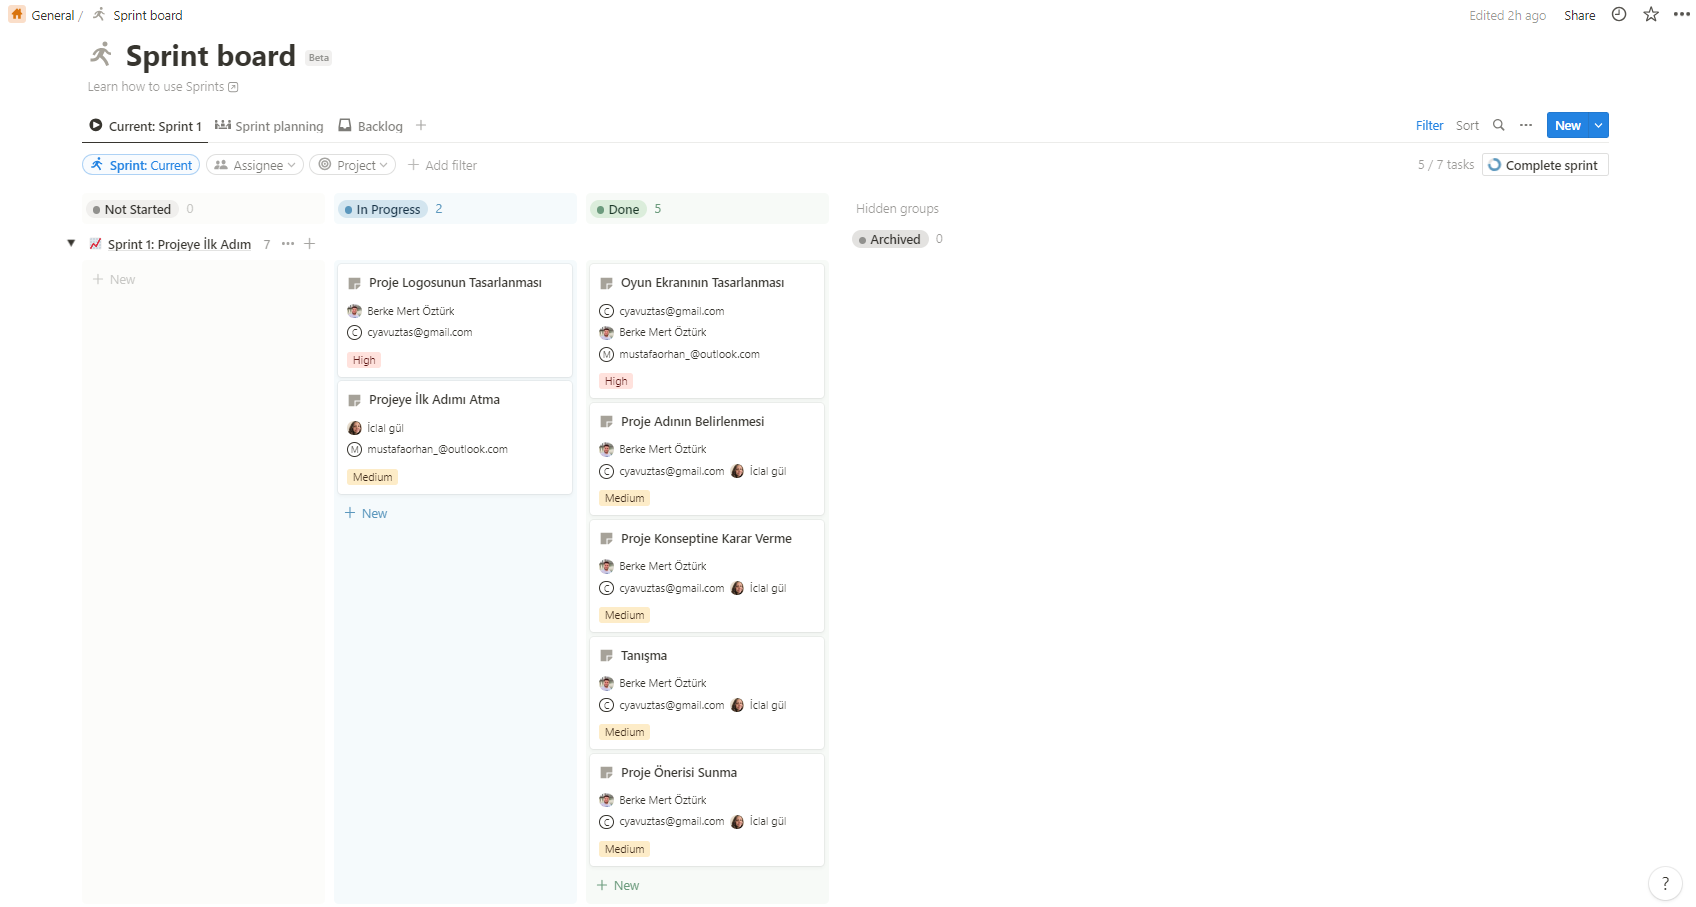 General / Sprint board
Edited 2h ago Share
Sprint board Beta
Learn how to use Sprints
Current: Sprint 1 Sprint planning Backlog
Filter Sort New
Sprint: Current Assignee Project Add filter
5 / 7 tasks Complete sprint
Not Started 0
In Progress 2
Done 5
Hidden groups
Archived 0
Sprint 1: Projeye İlk Adım 7
New
Proje Logosunun Tasarlanması
Berke Mert Öztürk
cyavuztas@gmail.com
High
Projeye İlk Adımı Atma
İclal gül
mustafaorhan_@outlook.com
Medium
New
Oyun Ekranının Tasarlanması
cyavuztas@gmail.com
Berke Mert Öztürk
mustafaorhan_@outlook.com
High
Proje Adının Belirlenmesi
Berke Mert Öztürk
cyavuztas@gmail.com İclal gül
Medium
Proje Konseptine Karar Verme
Berke Mert Öztürk
cyavuztas@gmail.com İclal gül
Medium
Tanışma
Berke Mert Öztürk
cyavuztas@gmail.com İclal gül
Medium
Proje Önerisi Sunma
Berke Mert Öztürk
cyavuztas@gmail.com İclal gül
Medium
New
?